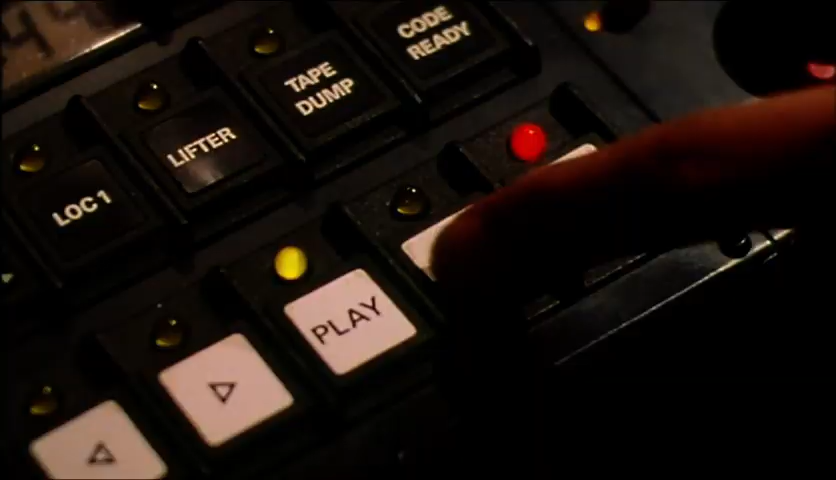 CODE
READY
TAPE
DUMP
LIFTER
LOC 1
PLAY